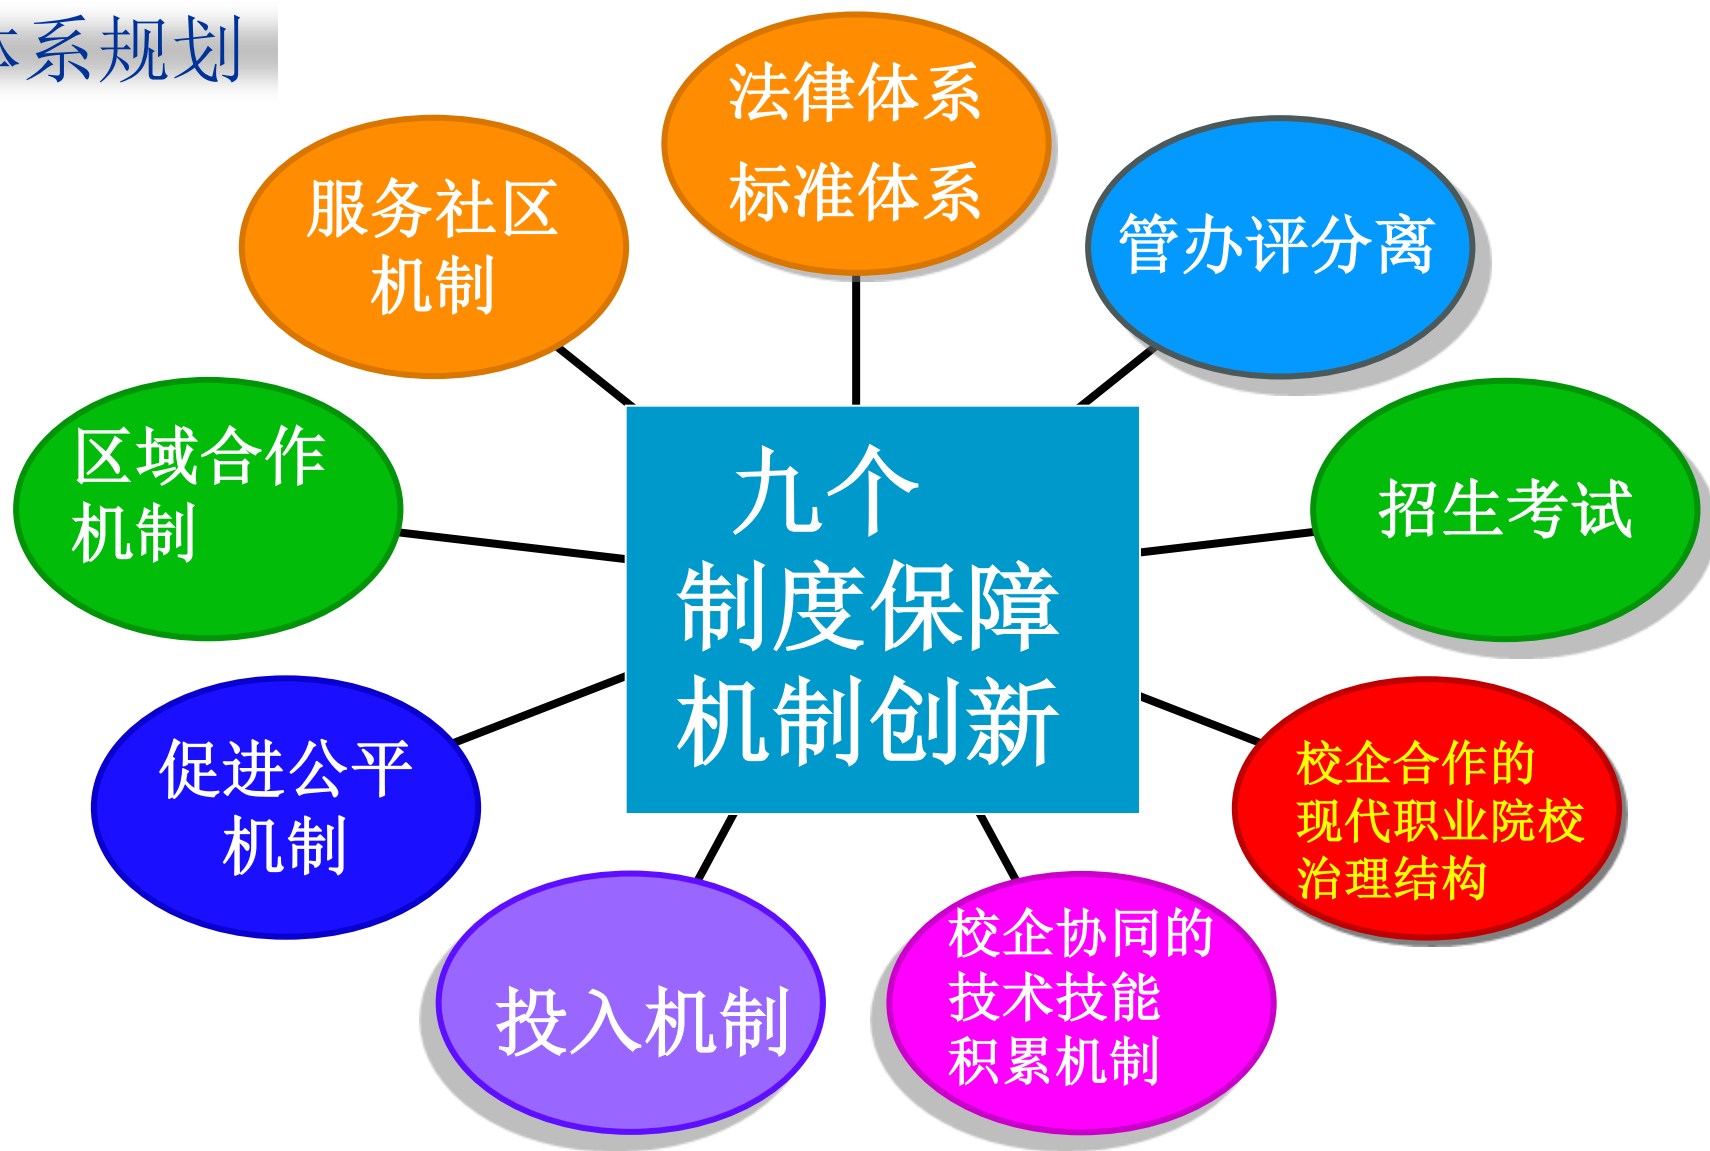 体系规划
法律体系
标准体系
管办评分离
招生考试
校企合作的
现代职业院校
治理结构
校企协同的
技术技能
积累机制
投入机制
促进公平
机制
区域合作
机制
服务社区
机制
九个
制度保障
机制创新